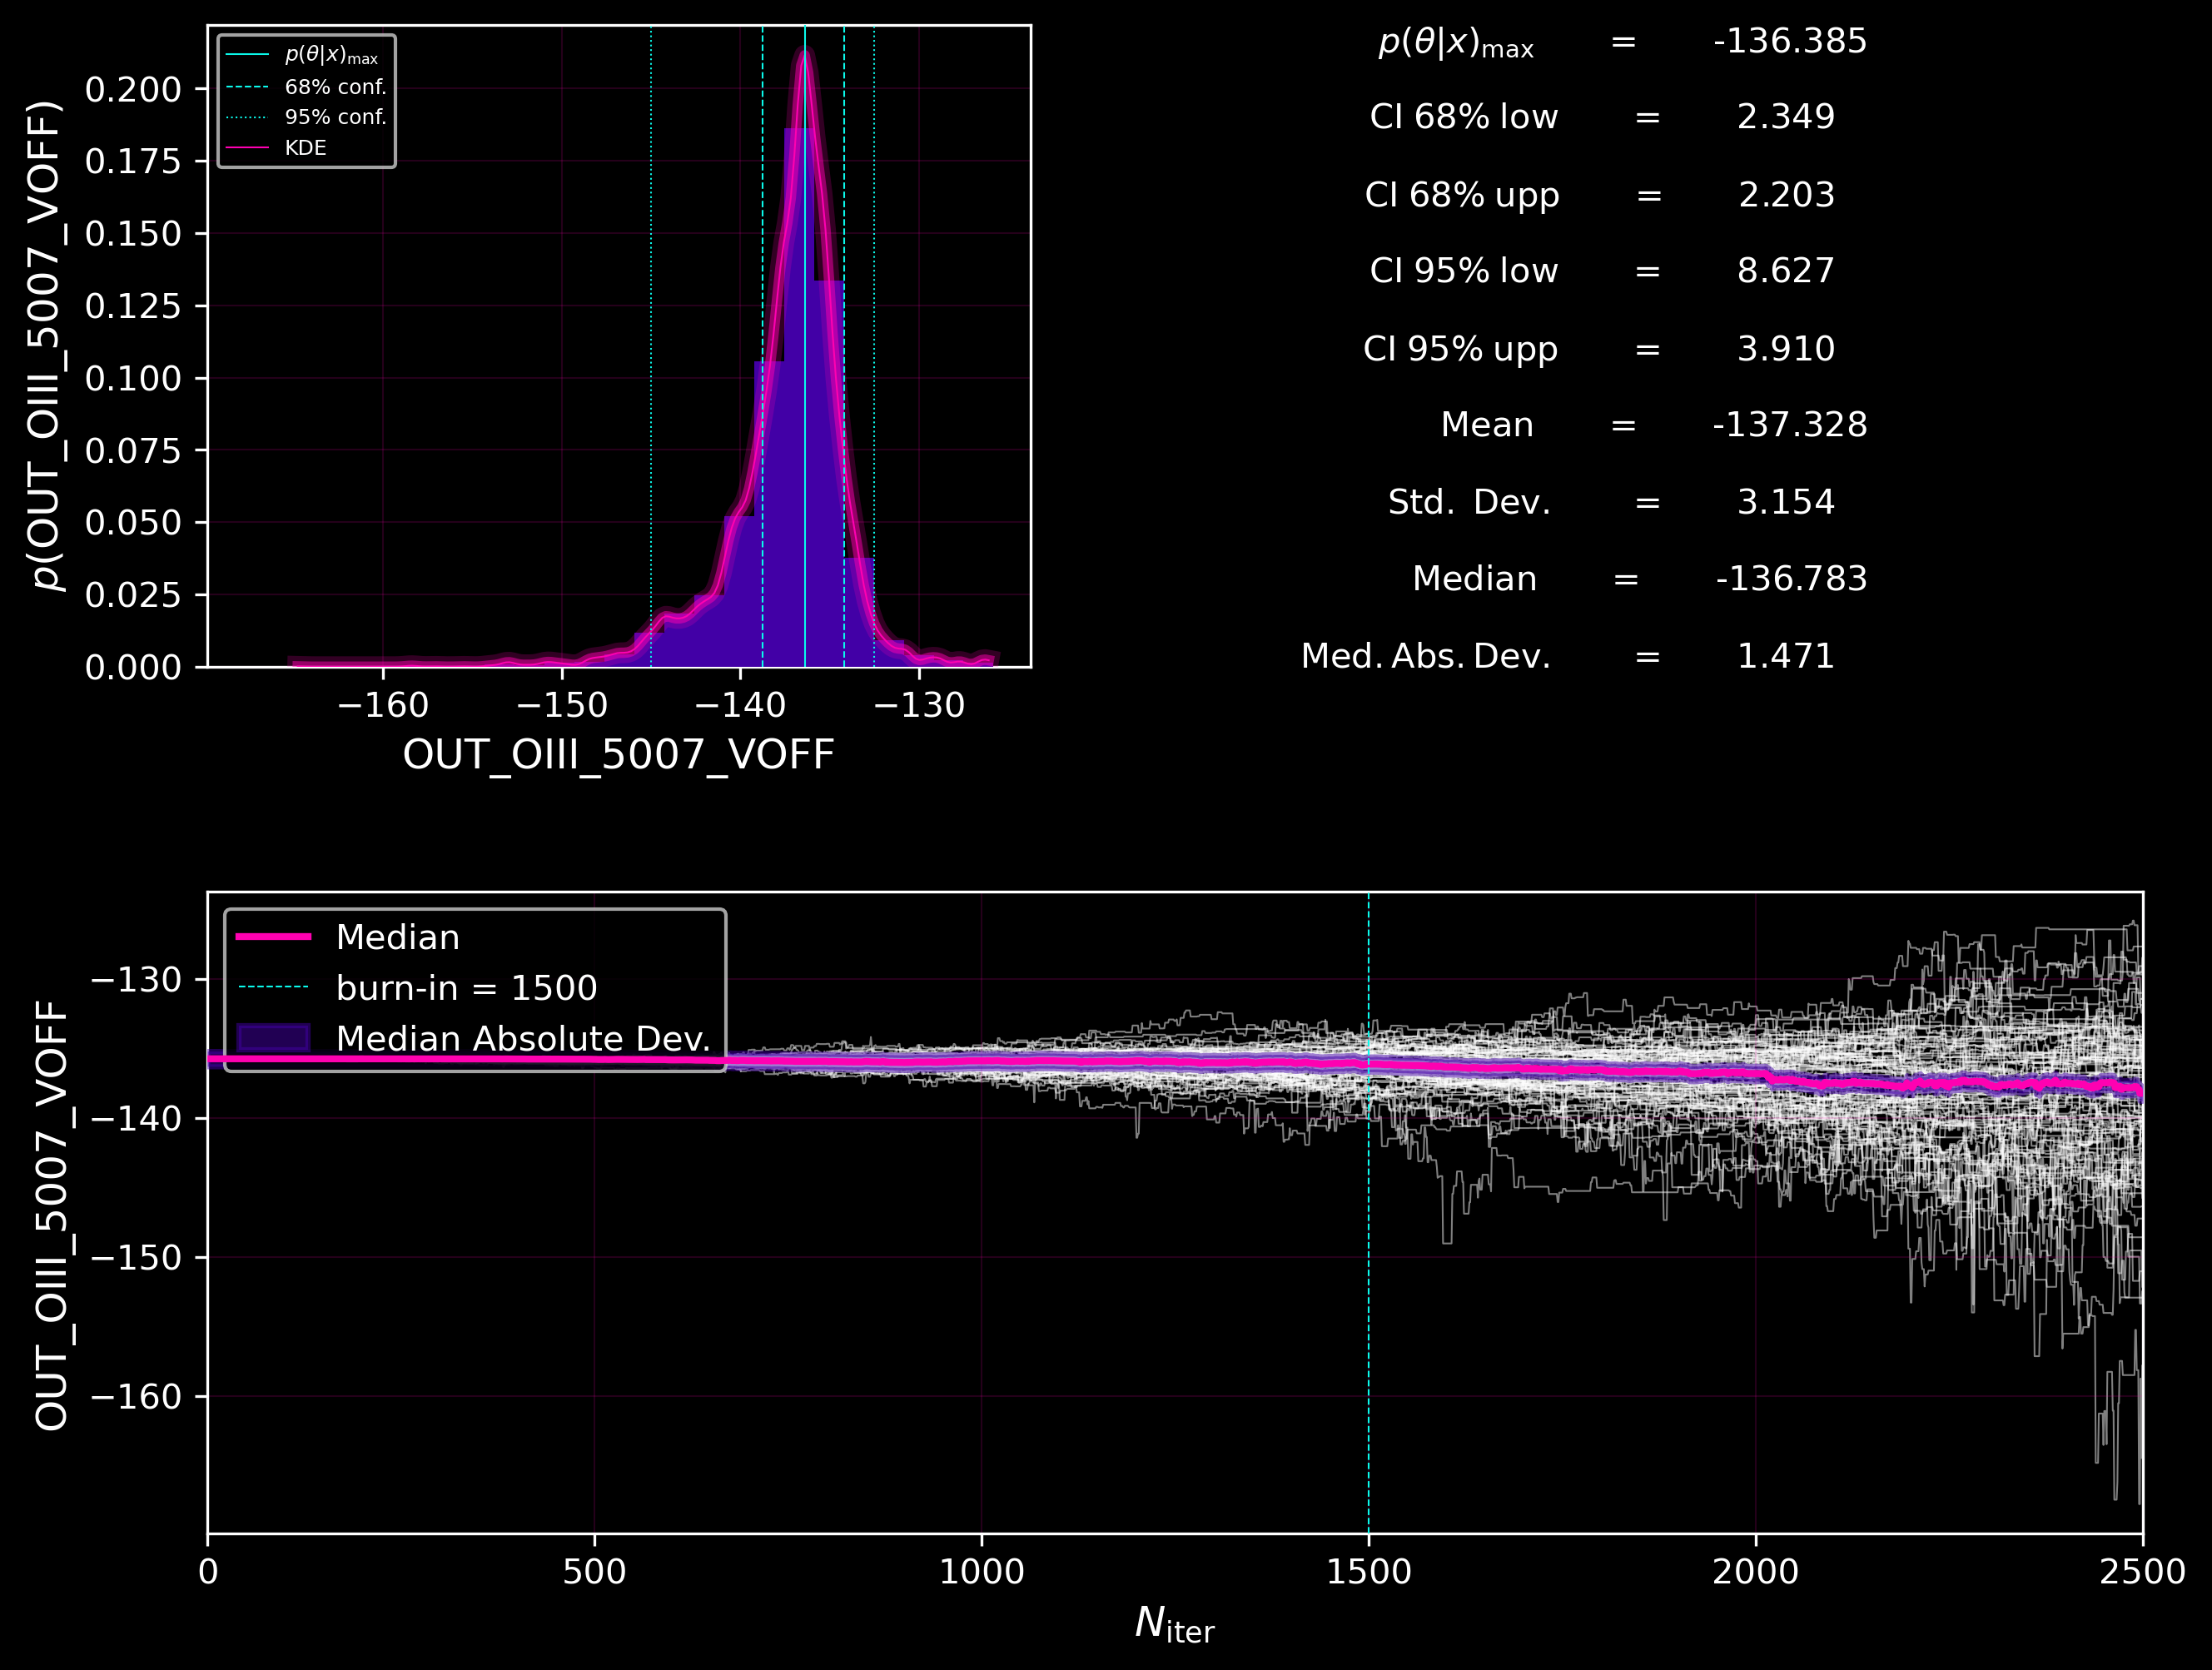 p(θ|x)max
68% conf.
95% conf.
KDE
0.200
0.175
0.150
0.125
0.100
0.075
0.050
0.025
0.000
p(OUT_OIII_5007_VOFF)
−160 −150 −140 −130
OUT_OIII_5007_VOFF
p(θ|x)max = -136.385
CI 68% low = 2.349
CI 68% upp = 2.203
CI 95% low = 8.627
CI 95% upp = 3.910
Mean = -137.328
Std. Dev. = 3.154
Median = -136.783
Med. Abs. Dev. = 1.471
Median
burn-in = 1500
Median Absolute Dev.
−130
−140
−150
−160
OUT_OIII_5007_VOFF
0 500 1000 1500 2000 2500
Niter